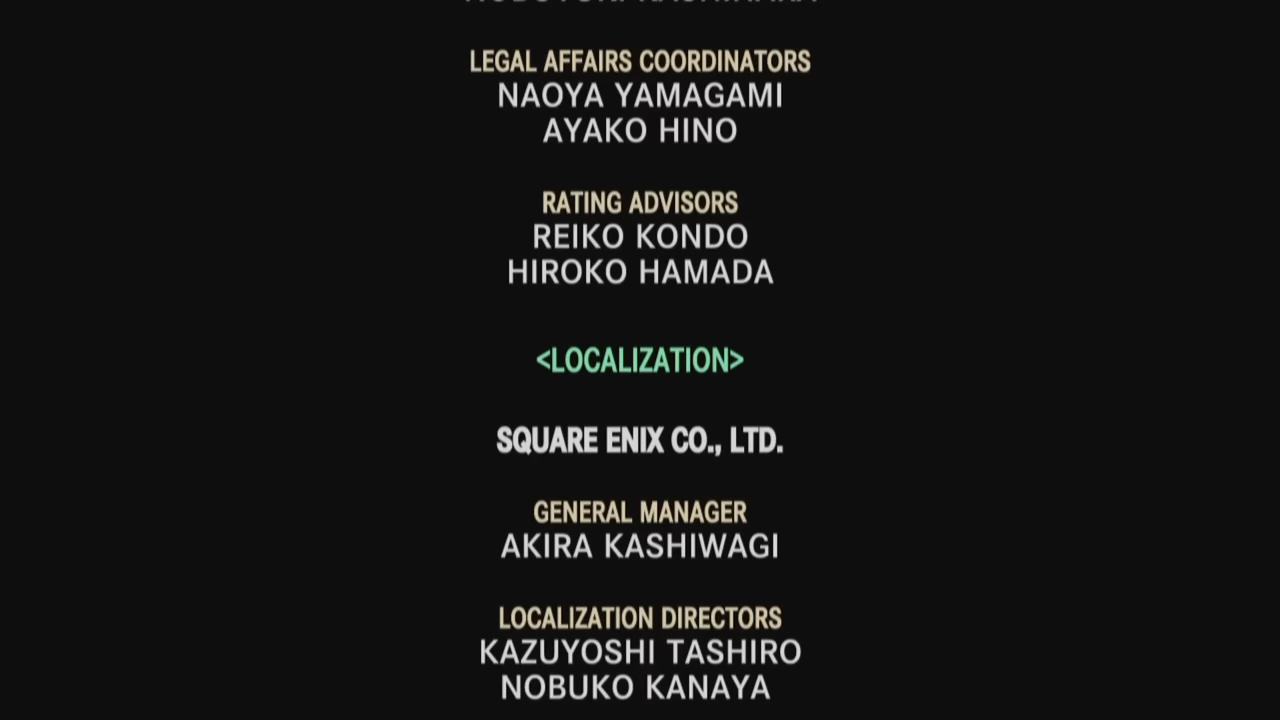 LEGAL AFFAIRS COORDINATORS
NAOYA YAMAGAMI
AYAKO HINO
RATING ADVISORS
REIKO KONDO
HIROKO HAMADA
<LOCALIZATION>
SQUARE ENIX CO., LTD.
GENERAL MANAGER
AKIRA KASHIWAGI
LOCALIZATION DIRECTORS
KAZUYOSHI TASHIRO
NOBUKO KANAYA